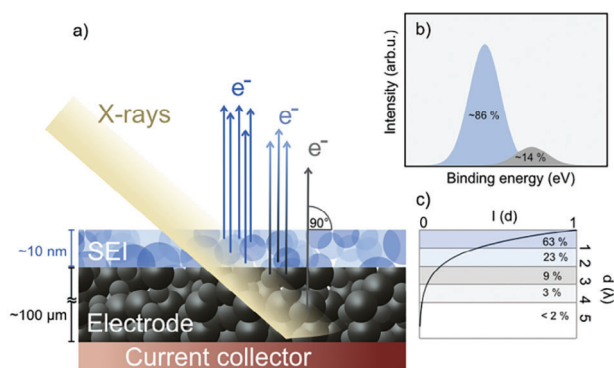 a)
e⁻
e⁻
X-rays
e⁻
90°
~10 nm
SEI
~100 µm
Electrode
Current collector
b)
Intensity (arb.u.)
~86 %
~14 %
Binding energy (eV)
c)
0 I (d) 1
63 % 1
23 % 2
9 % 3
3 % 4
< 2 % 5
d (λ)